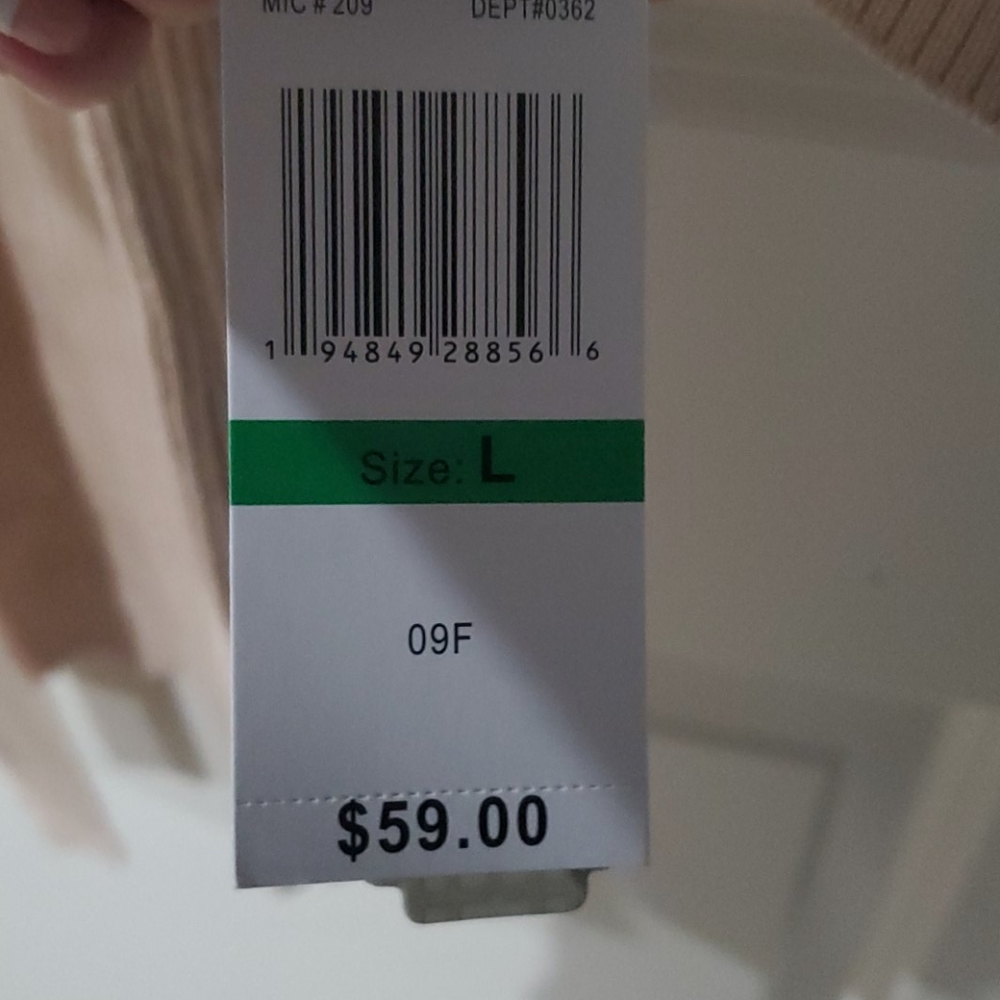 MIC # 209 DEPT#0362
1 94849 28856 6
Size: L
09F
$59.00